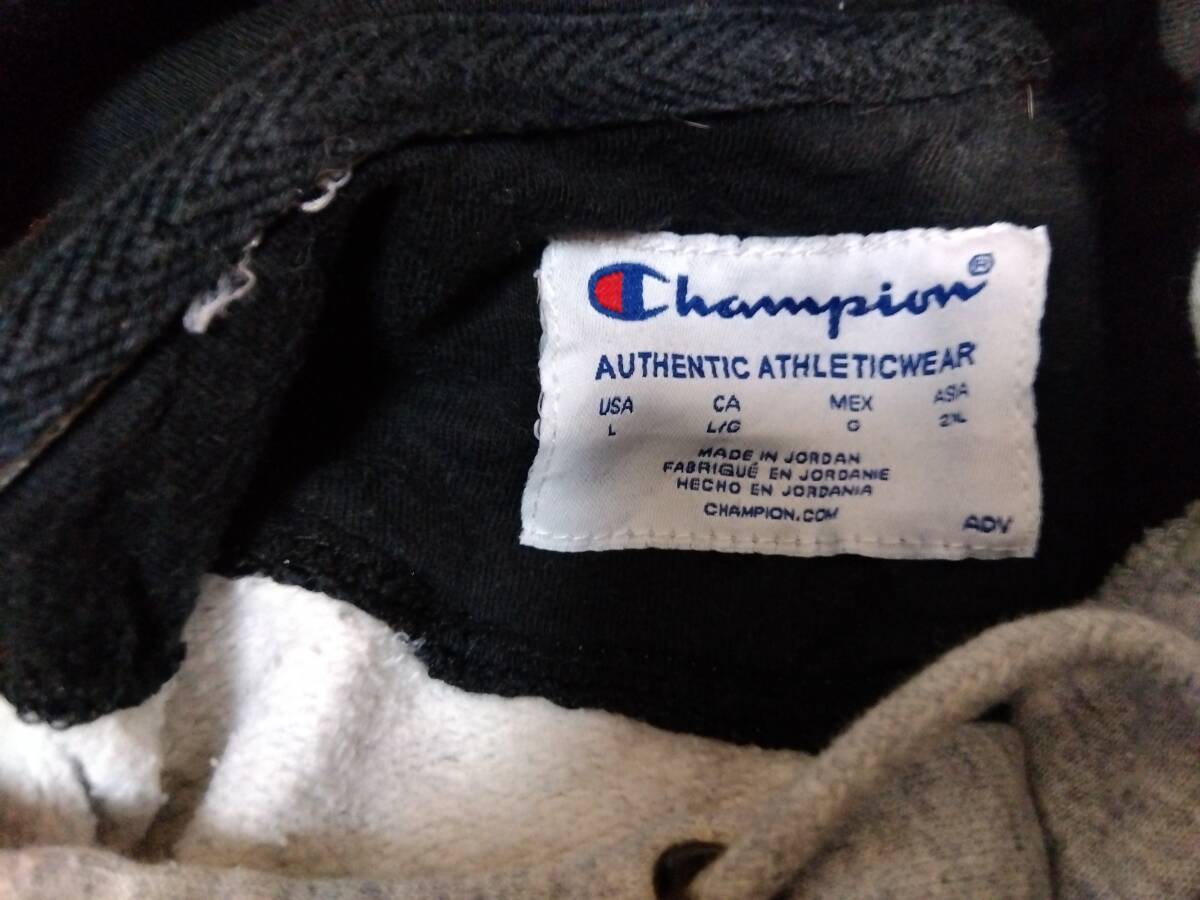 Champion®
AUTHENTIC ATHLETICWEAR
USA CA MEX ASIA
L L/G G 2XL
MADE IN JORDAN
FABRIQUÉ EN JORDANIE
HECHO EN JORDANIA
CHAMPION.COM
ADV